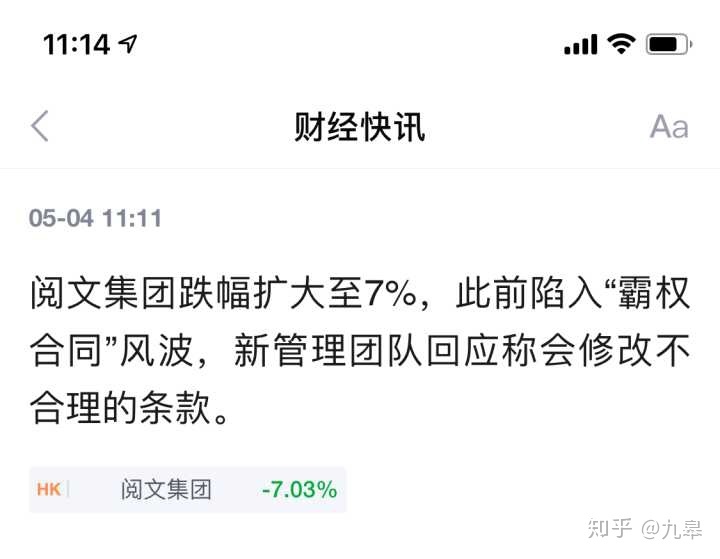 11:14
财经快讯
Aa
05-04 11:11
阅文集团跌幅扩大至7%，此前陷入“霸权
合同”风波，新管理团队回应称会修改不
合理的条款。
HK 阅文集团 -7.03%
知乎 @九皋